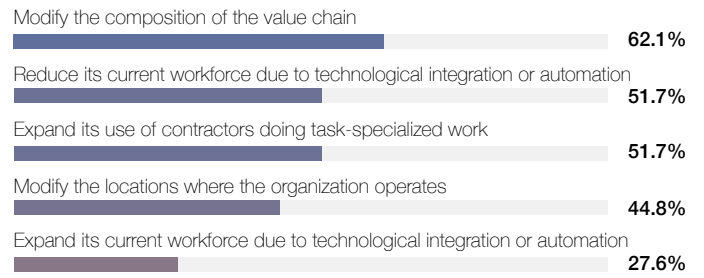 Modify the composition of the value chain
62.1%
Reduce its current workforce due to technological integration or automation
51.7%
Expand its use of contractors doing task-specialized work
51.7%
Modify the locations where the organization operates
44.8%
Expand its current workforce due to technological integration or automation
27.6%